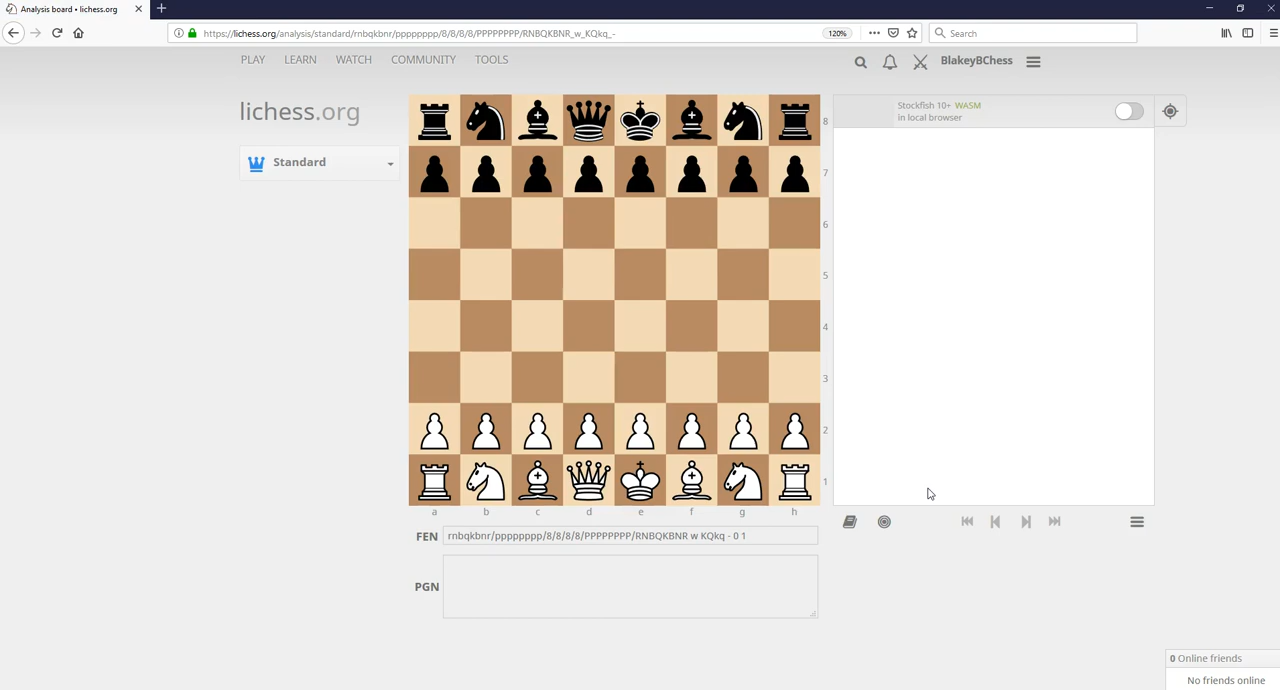 Analysis board • lichess.org
https://lichess.org/analysis/standard/rnbqkbnr/pppppppp/8/8/8/8/PPPPPPPP/RNBQKBNR_w_KQkq_-
120%
Search
PLAY LEARN WATCH COMMUNITY TOOLS
BlakeyBChess
lichess.org
Standard
Stockfish 10+ WASM
in local browser
8
7
6
5
4
3
2
1
a b c d e f g h
FEN rnbqkbnr/pppppppp/8/8/8/8/PPPPPPPP/RNBQKBNR w KQkq - 0 1
PGN
0 Online friends
No friends online